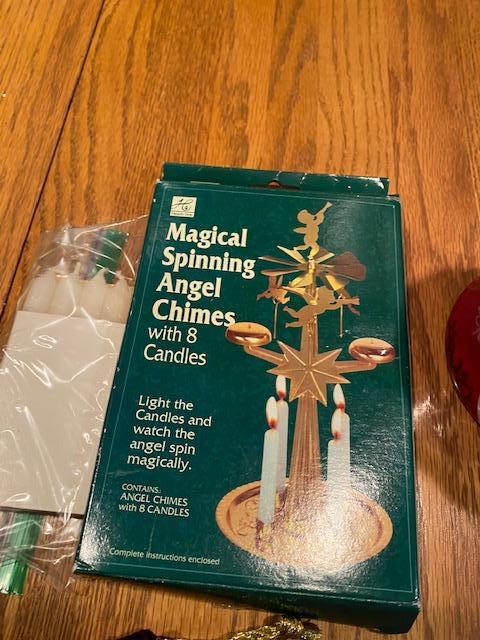 Magical
Spinning
Angel
Chimes
with 8
Candles
Light the
Candles and
watch the
angel spin
magically.
CONTAINS:
ANGEL CHIMES
with 8 CANDLES
Complete instructions enclosed